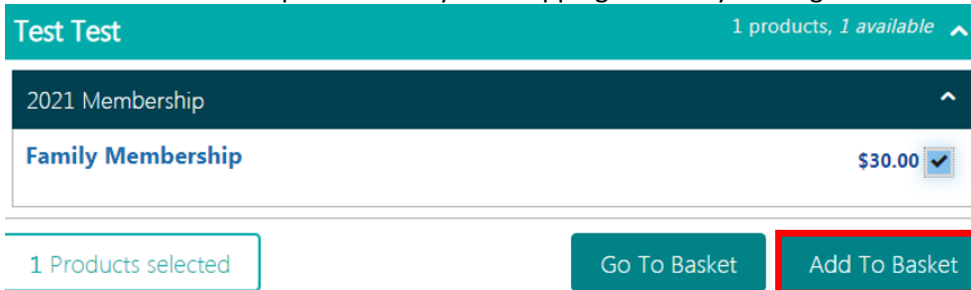 Test Test 1 products, 1 available
2021 Membership
Family Membership $30.00
1 Products selected Go To Basket Add To Basket